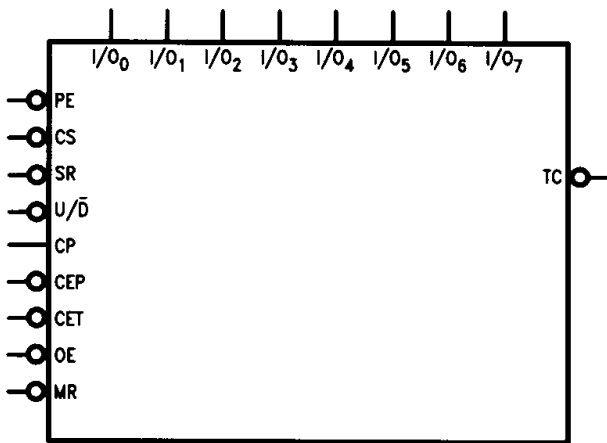 I/O₀ I/O₁ I/O₂ I/O₃ I/O₄ I/O₅ I/O₆ I/O₇
PE
CS
SR
TC
U/D̅
CP
CEP
CET
OE
MR